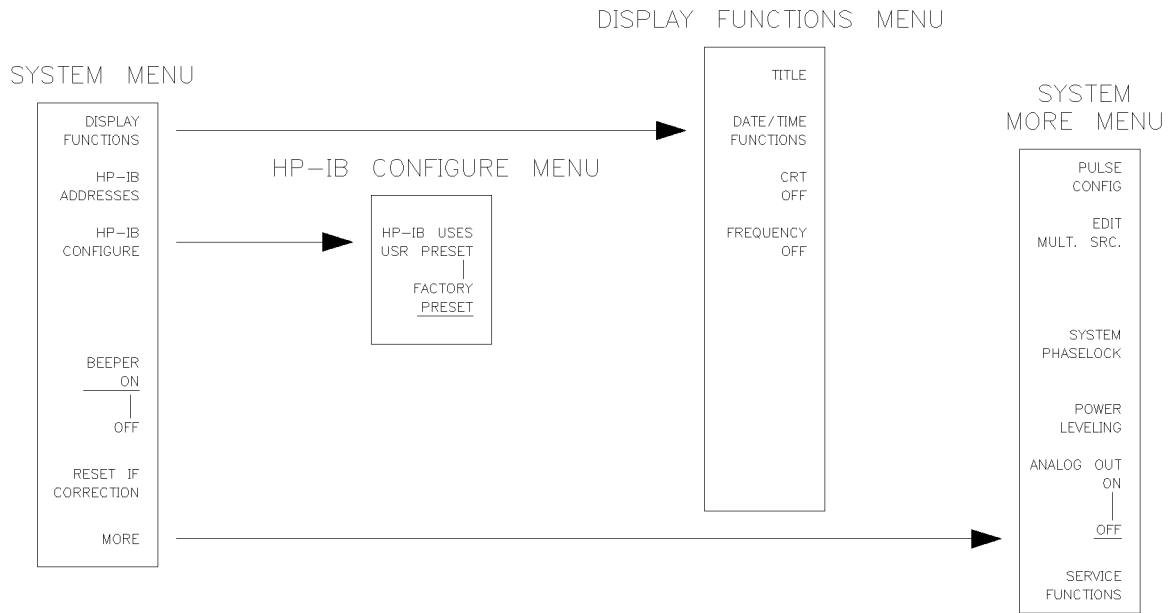 SYSTEM MENU
DISPLAY
FUNCTIONS
HP-IB
ADDRESSES
HP-IB
CONFIGURE
BEEPER
ON
OFF
RESET IF
CORRECTION
MORE
HP-IB CONFIGURE MENU
HP-IB USES
USR PRESET
FACTORY
PRESET
DISPLAY FUNCTIONS MENU
TITLE
DATE/TIME
FUNCTIONS
CRT
OFF
FREQUENCY
OFF
SYSTEM
MORE MENU
PULSE
CONFIG
EDIT
MULT. SRC.
SYSTEM
PHASELOCK
POWER
LEVELING
ANALOG OUT
ON
OFF
SERVICE
FUNCTIONS